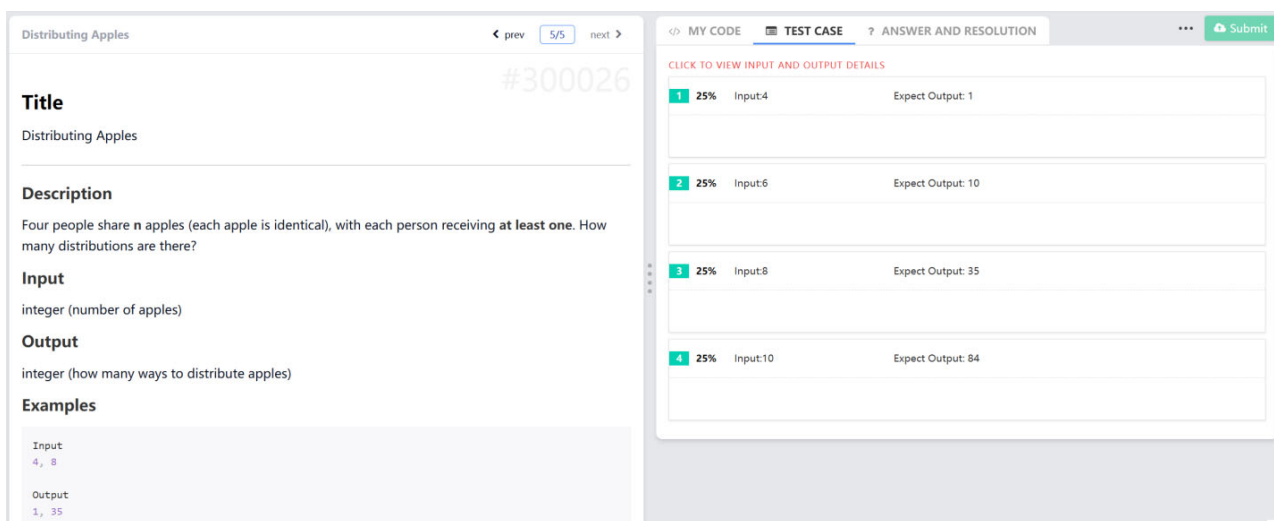 Distributing Apples
prev 5/5 next
#300026
Title
Distributing Apples
Description
Four people share n apples (each apple is identical), with each person receiving at least one. How
many distributions are there?
Input
integer (number of apples)
Output
integer (how many ways to distribute apples)
Examples
Input
4, 8
Output
1, 35
</> MY CODE TEST CASE ? ANSWER AND RESOLUTION ••• Submit
CLICK TO VIEW INPUT AND OUTPUT DETAILS
1 25% Input:4 Expect Output: 1
2 25% Input:6 Expect Output: 10
3 25% Input:8 Expect Output: 35
4 25% Input:10 Expect Output: 84